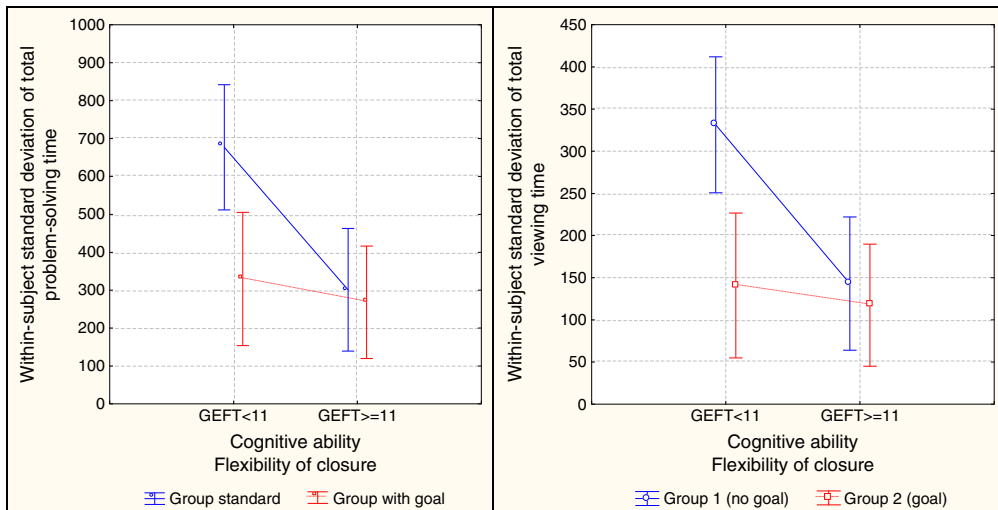 Within-subject standard deviation of total
problem-solving time
1000
900
800
700
600
500
400
300
200
100
0
GEFT<11 GEFT>=11
Cognitive ability
Flexibility of closure
Group standard Group with goal
Within-subject standard deviation of total
viewing time
450
400
350
300
250
200
150
100
50
0
GEFT<11 GEFT>=11
Cognitive ability
Flexibility of closure
Group 1 (no goal) Group 2 (goal)